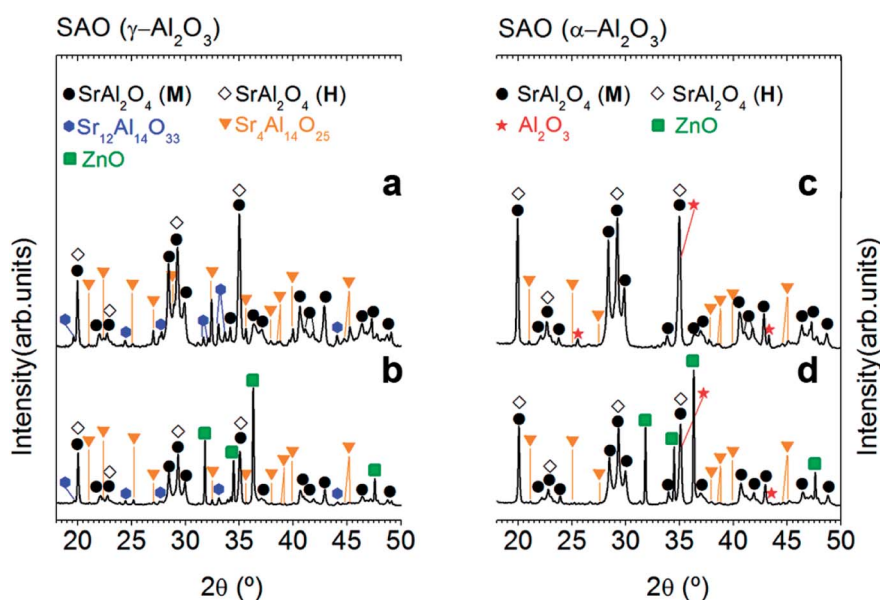 SAO (γ–Al₂O₃)
SrAl₂O₄ (M) SrAl₂O₄ (H)
Sr₁₂Al₁₄O₃₃ Sr₄Al₁₄O₂₅
ZnO
a
b
Intensity(arb.units)
20 25 30 35 40 45 50
2θ (º)
SAO (α–Al₂O₃)
SrAl₂O₄ (M) SrAl₂O₄ (H)
Al₂O₃ ZnO
c
d
Intensity(arb.units)
20 25 30 35 40 45 50
2θ (º)